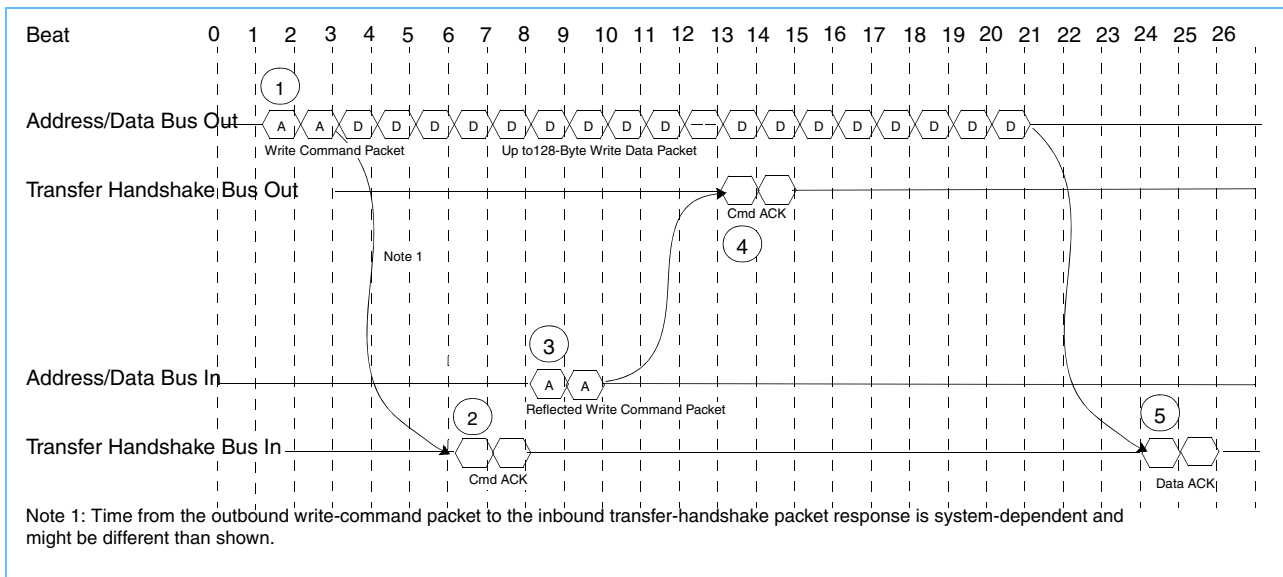 Beat 0 1 2 3 4 5 6 7 8 9 10 11 12 13 14 15 16 17 18 19 20 21 22 23 24 25 26
1
Address/Data Bus Out A A D D D D D D D D D D D D D D D D D
Write Command Packet Up to128-Byte Write Data Packet
Transfer Handshake Bus Out
Cmd ACK
4
Note 1
3
Address/Data Bus In A A
Reflected Write Command Packet
2 5
Transfer Handshake Bus In
Cmd ACK Data ACK
Note 1: Time from the outbound write-command packet to the inbound transfer-handshake packet response is system-dependent and
might be different than shown.